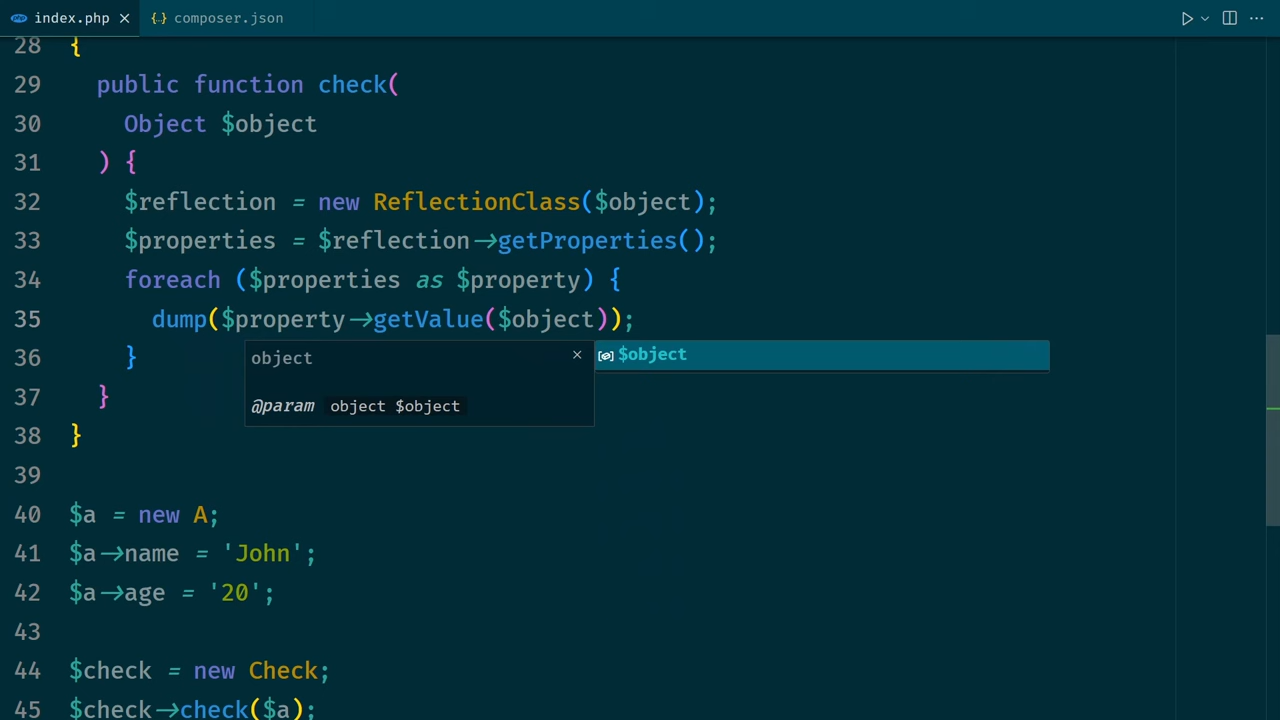 php index.php × {..} composer.json
28 {
29 public function check(
30 Object $object
31 ) {
32 $reflection = new ReflectionClass($object);
33 $properties = $reflection->getProperties();
34 foreach ($properties as $property) {
35 dump($property->getValue($object));
36 }
object × $object
@param object $object
37 }
38 }
39
40 $a = new A;
41 $a->name = 'John';
42 $a->age = '20';
43
44 $check = new Check;
45 $check->check($a);